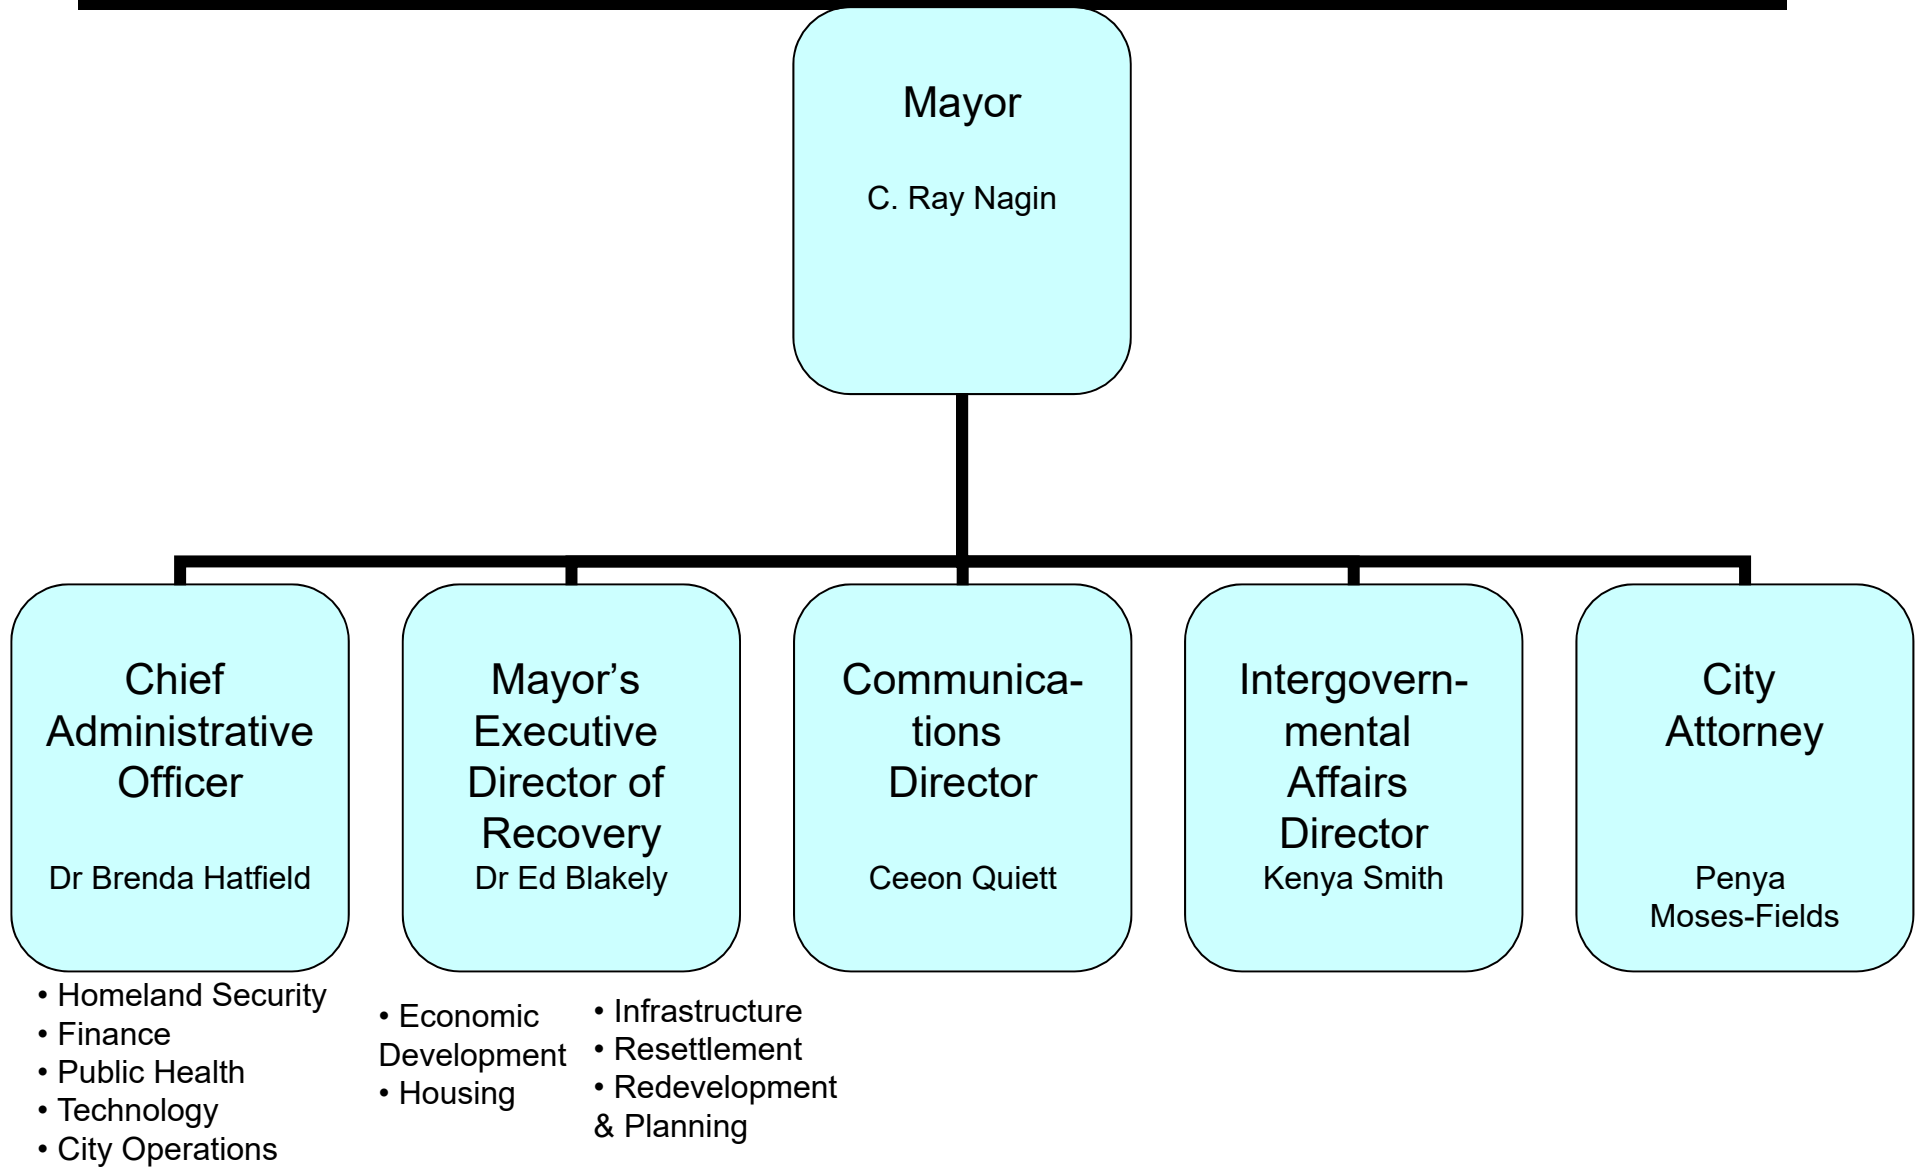 Mayor
C. Ray Nagin
Chief
Administrative
Officer
Dr Brenda Hatfield
Mayor’s
Executive
Director of
Recovery
Dr Ed Blakely
Communica-
tions
Director
Ceeon Quiett
Intergovern-
mental
Affairs
Director
Kenya Smith
City
Attorney
Penya
Moses-Fields
• Homeland Security
• Finance
• Public Health
• Technology
• City Operations
• Economic
Development
• Housing
• Infrastructure
• Resettlement
• Redevelopment
& Planning